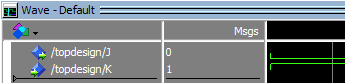 Wave - Default
Msgs
/topdesign/J 0
/topdesign/K 1